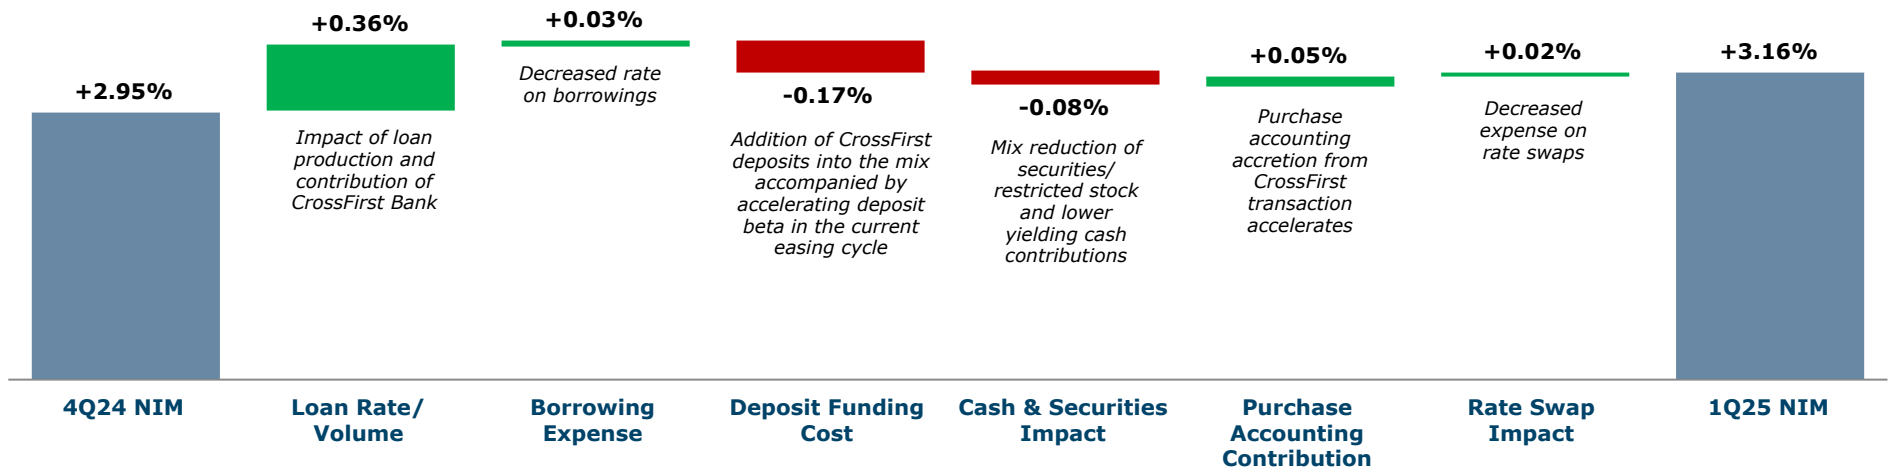 +2.95%
4Q24 NIM
+0.36%
Impact of loan
production and
contribution of
CrossFirst Bank
Loan Rate/
Volume
+0.03%
Decreased rate
on borrowings
Borrowing
Expense
-0.17%
Addition of CrossFirst
deposits into the mix
accompanied by
accelerating deposit
beta in the current
easing cycle
Deposit Funding
Cost
-0.08%
Mix reduction of
securities/
restricted stock
and lower
yielding cash
contributions
Cash & Securities
Impact
+0.05%
Purchase
accounting
accretion from
CrossFirst
transaction
accelerates
Purchase
Accounting
Contribution
+0.02%
Decreased
expense on
rate swaps
Rate Swap
Impact
+3.16%
1Q25 NIM